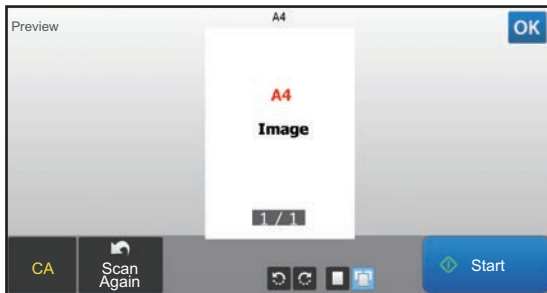 Preview
A4
OK
A4
Image
1 / 1
CA
Scan
Again
Start